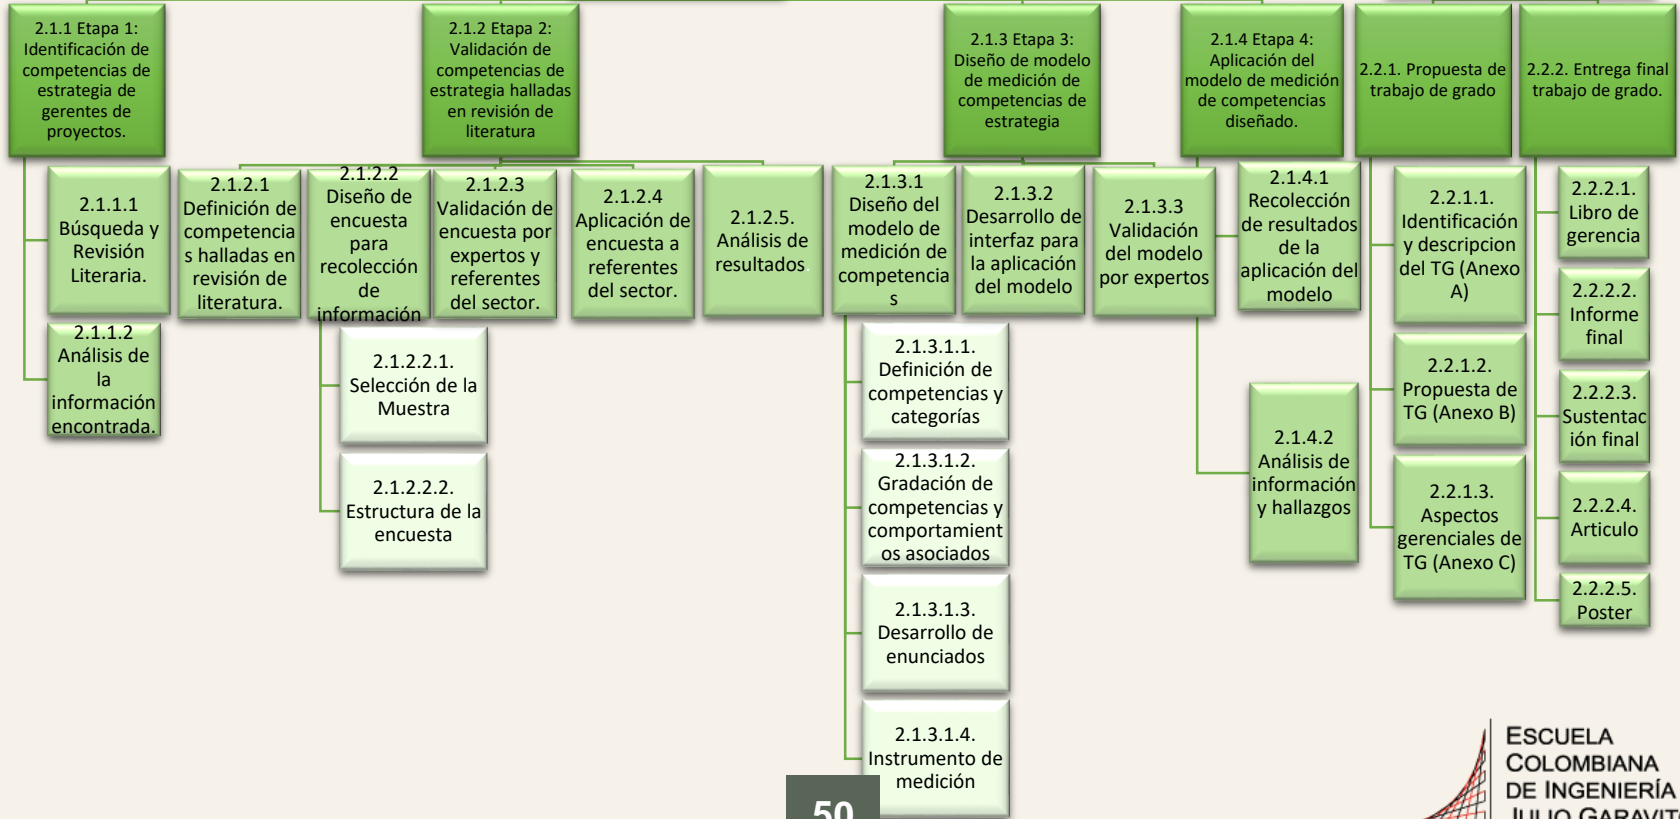 2.1.1 Etapa 1:
Identificación de
competencias de
estrategia de
gerentes de
proyectos.
2.1.2 Etapa 2:
Validación de
competencias de
estrategia halladas
en revisión de
literatura
2.1.3 Etapa 3:
Diseño de modelo
de medición de
competencias de
estrategia
2.1.4 Etapa 4:
Aplicación del
modelo de medición
de competencias
diseñado.
2.2.1. Propuesta de
trabajo de grado
2.2.2. Entrega final
trabajo de grado.
2.1.1.1
Búsqueda y
Revisión
Literaria.
2.1.1.2
Análisis de
la
información
encontrada.
2.1.2.1
Definición de
competencia
s halladas en
revisión de
literatura.
2.1.2.2
Diseño de
encuesta
para
recolección
de
información
2.1.2.2.1.
Selección de la
Muestra
2.1.2.2.2.
Estructura de la
encuesta
2.1.2.3
Validación de
encuesta por
expertos y
referentes
del sector.
2.1.2.4
Aplicación de
encuesta a
referentes
del sector.
2.1.2.5.
Análisis de
resultados.
2.1.3.1
Diseño del
modelo de
medición de
competencia
s
2.1.3.1.1.
Definición de
competencias y
categorías
2.1.3.1.2.
Gradación de
competencias y
comportamient
os asociados
2.1.3.1.3.
Desarrollo de
enunciados
2.1.3.1.4.
Instrumento de
medición
2.1.3.2
Desarrollo de
interfaz para
la aplicación
del modelo
2.1.3.3
Validación
del modelo
por expertos
2.1.4.1
Recolección
de resultados
de la
aplicación del
modelo
2.1.4.2
Análisis de
información
y hallazgos
2.2.1.1.
Identificación
y descripcion
del TG (Anexo
A)
2.2.1.2.
Propuesta de
TG (Anexo B)
2.2.1.3.
Aspectos
gerenciales de
TG (Anexo C)
2.2.2.1.
Libro de
gerencia
2.2.2.2.
Informe
final
2.2.2.3.
Sustentac
ión final
2.2.2.4.
Articulo
2.2.2.5.
Poster
50
ESCUELA
COLOMBIANA
DE INGENIERÍA
JULIO GARAVIT